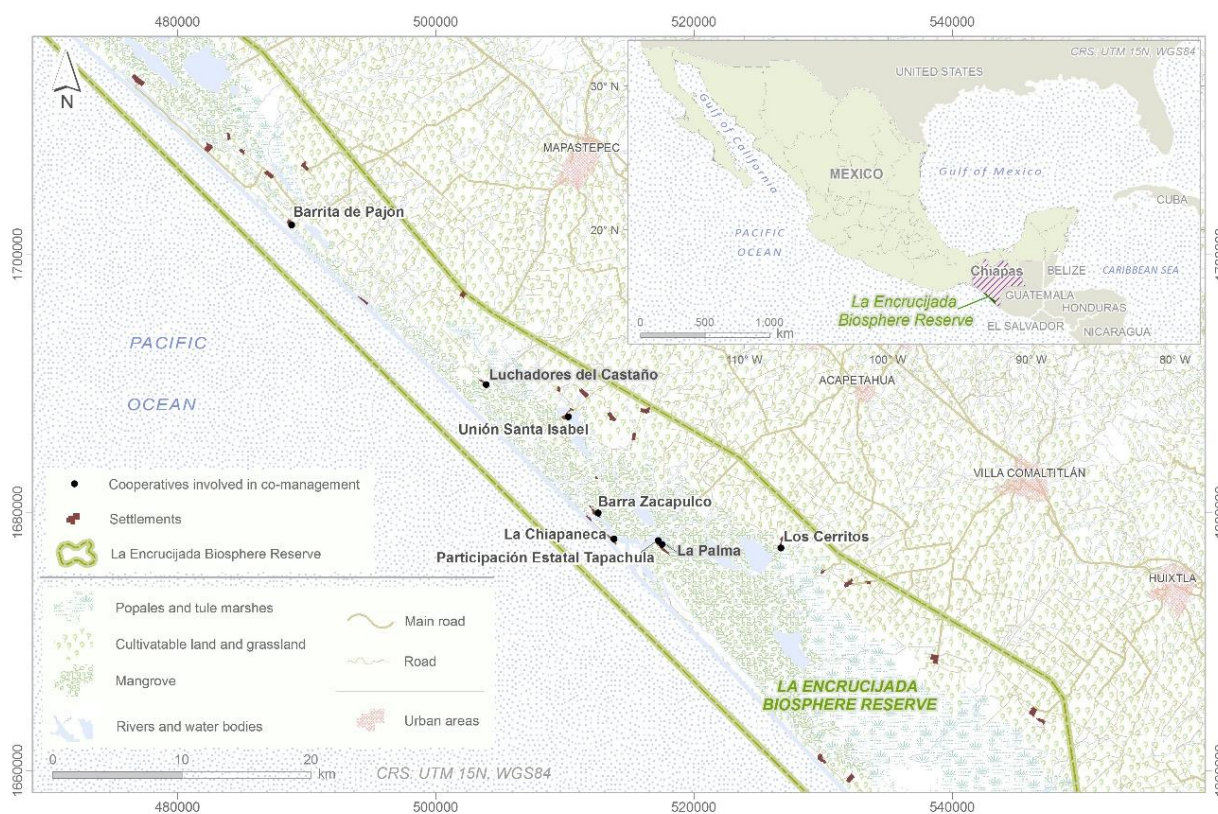 480000
500000
520000
540000
CRS: UTM 15N, WGS84
UNITED STATES
30° N
Gulf of California
MAPASTEPEC
MEXICO
Gulf of Mexico
CUBA
Barrita de Pajón
20° N
PACIFIC
OCEAN
1700000
Chiapas
BELIZE
CARIBBEAN SEA
GUATEMALA
La Encrucijada
Biosphere Reserve
HONDURAS
EL SALVADOR
NICARAGUA
0
500
1,000
km
PACIFIC
OCEAN
110° W
100° W
90° W
80° W
Luchadores del Castaño
ACAPETAHUA
Unión Santa Isabel
VILLA COMALTITLÁN
Cooperatives involved in co-management
Settlements
La Encrucijada Biosphere Reserve
1680000
Barra Zacapulco
La Chiapaneca
Los Cerritos
Participación Estatal Tapachula
La Palma
HUIXTLA
Popales and tule marshes
Cultivatable land and grassland
Mangrove
Rivers and water bodies
Main road
Road
Urban areas
LA ENCRUCIJADA
BIOSPHERE RESERVE
0
10
20
km
CRS: UTM 15N, WGS84
N
1660000
480000
500000
520000
540000